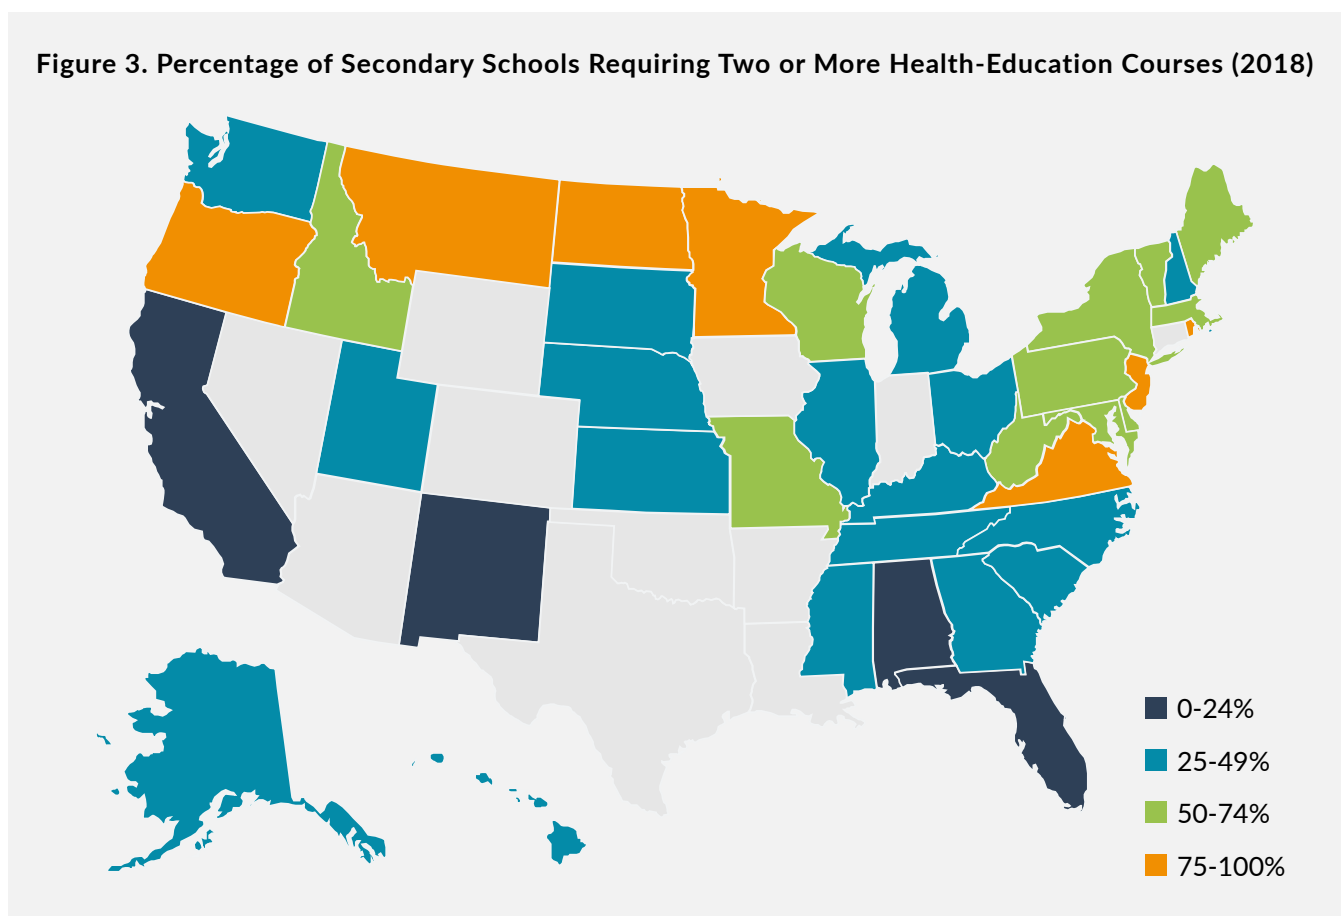 Figure 3. Percentage of Secondary Schools Requiring Two or More Health-Education Courses (2018)
0-24%
25-49%
50-74%
75-100%